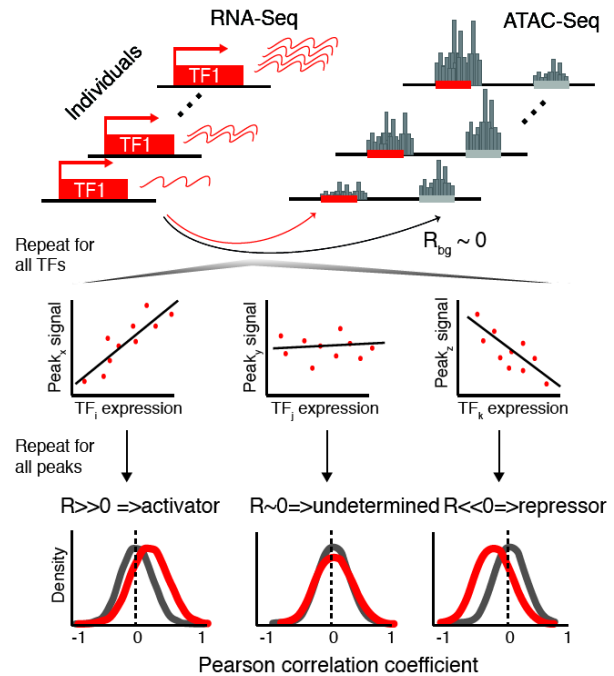 RNA-Seq
ATAC-Seq
Individuals
TF1
TF1
TF1
Repeat for
all TFs
Rbg ~ 0
Peakx signal
TFi expression
Peaky signal
TFj expression
Peakz signal
TFk expression
Repeat for
all peaks
R>>0 =>activator
R~0=>undetermined
R<<0=>repressor
Density
-1 0 1
-1 0 1
-1 0 1
Pearson correlation coefficient